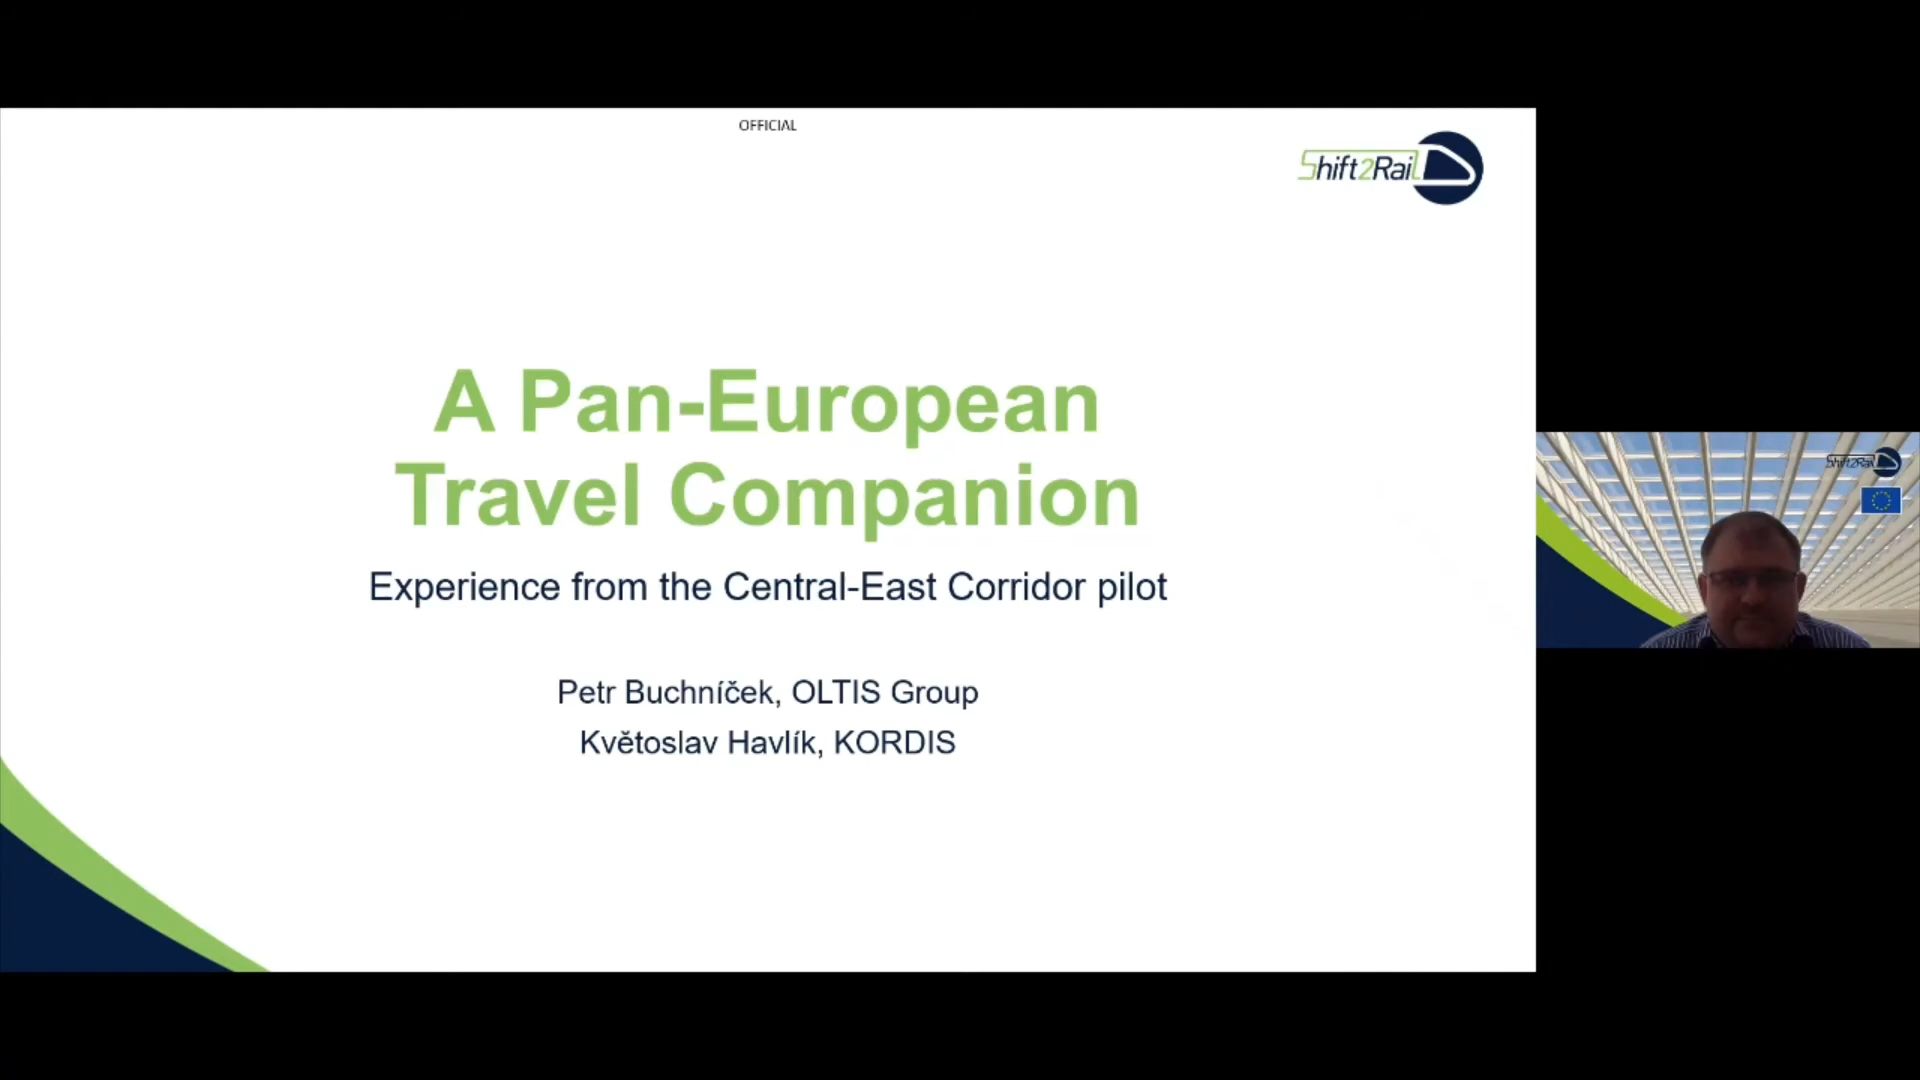 OFFICIAL
Shift2Rail
A Pan-European
Travel Companion
Experience from the Central-East Corridor pilot
Petr Buchníček, OLTIS Group
Květoslav Havlík, KORDIS
Shift2Rail